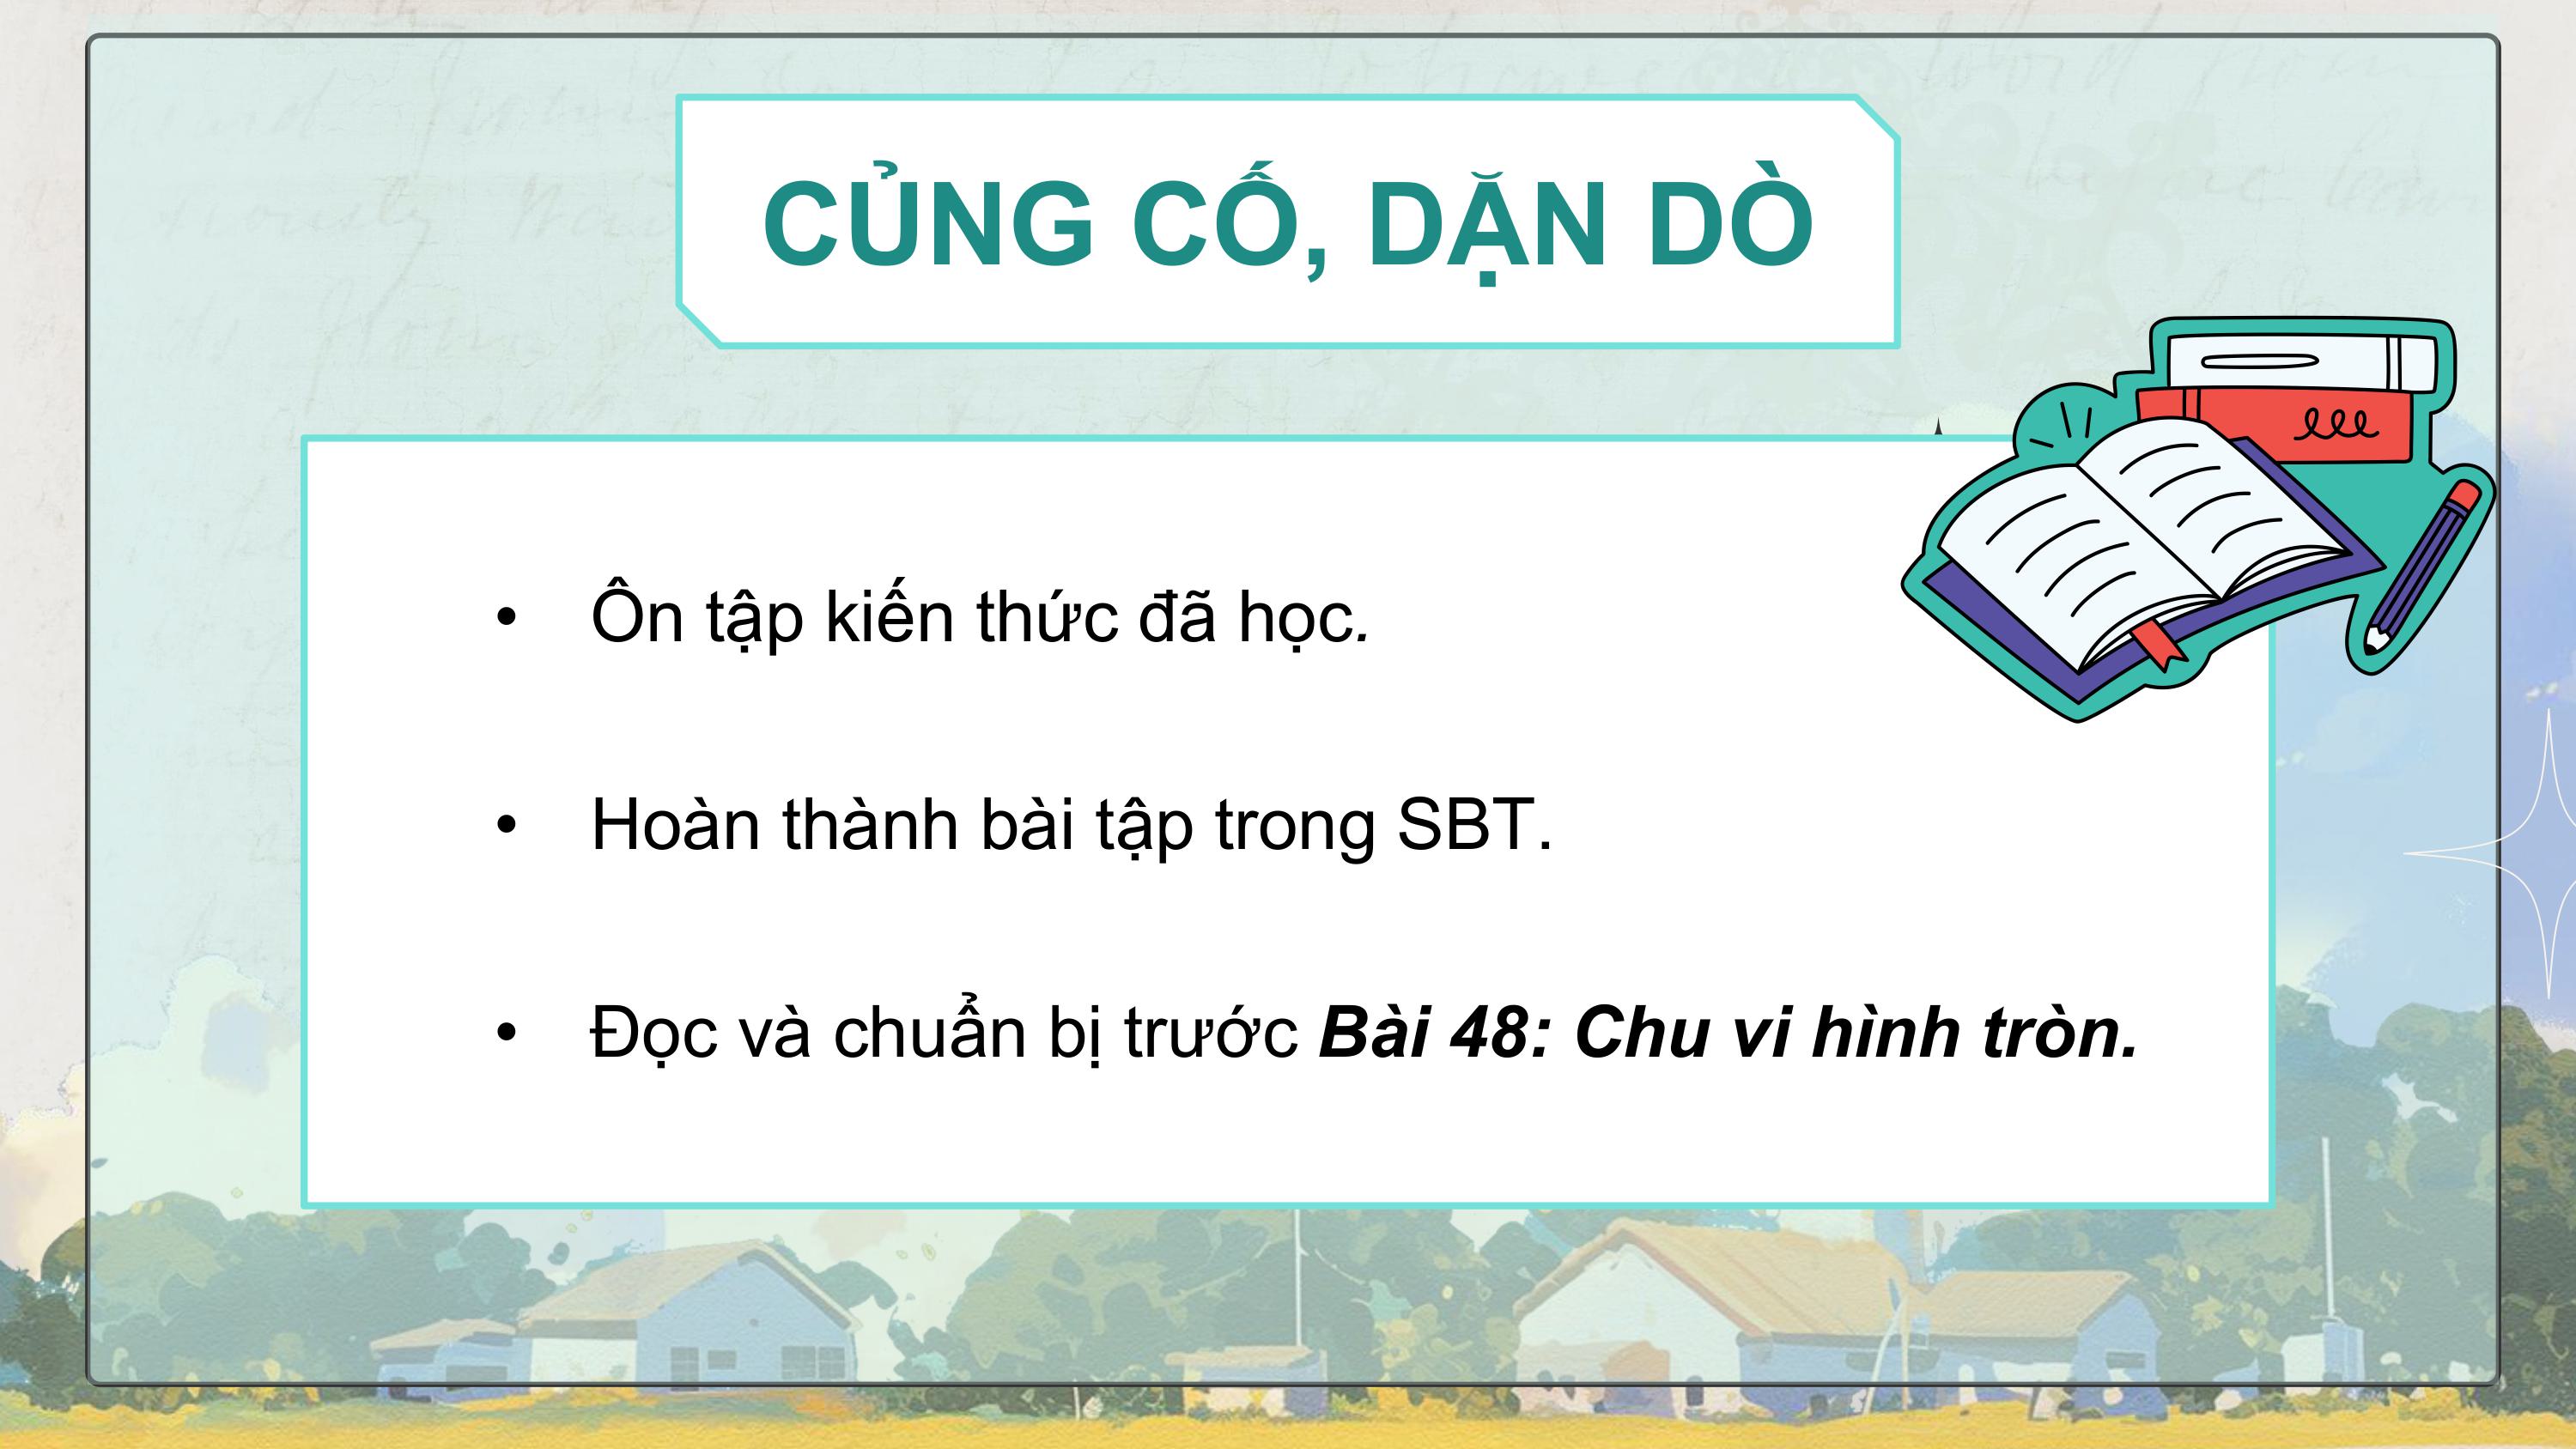 CỦNG CỐ, DẶN DÒ
• Ôn tập kiến thức đã học.
• Hoàn thành bài tập trong SBT.
• Đọc và chuẩn bị trước Bài 48: Chu vi hình tròn.